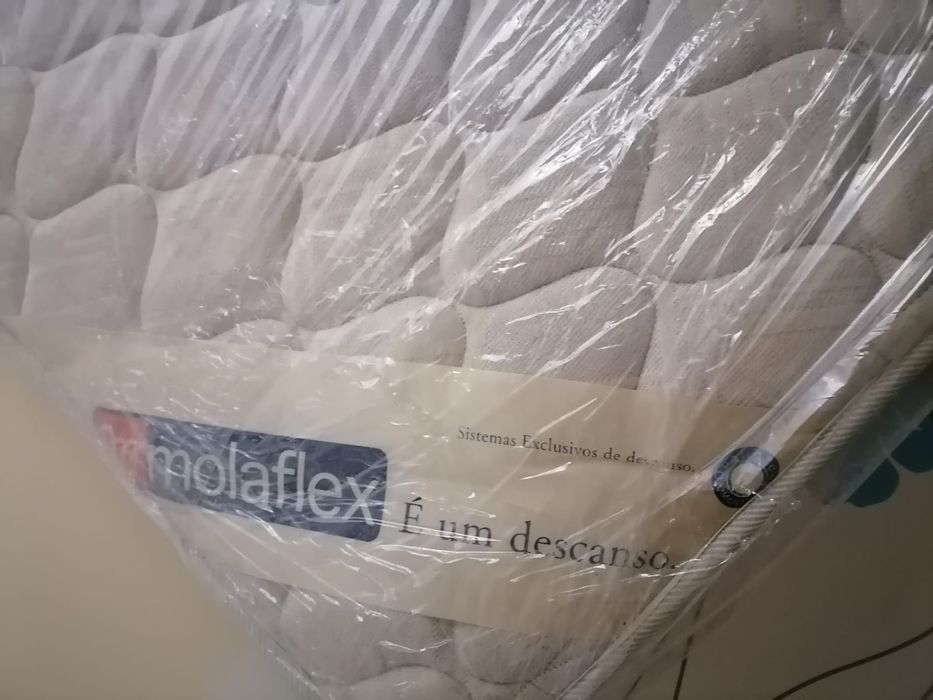 Sistemas Exclusivos de descanso.
molaflex
É um descanso.